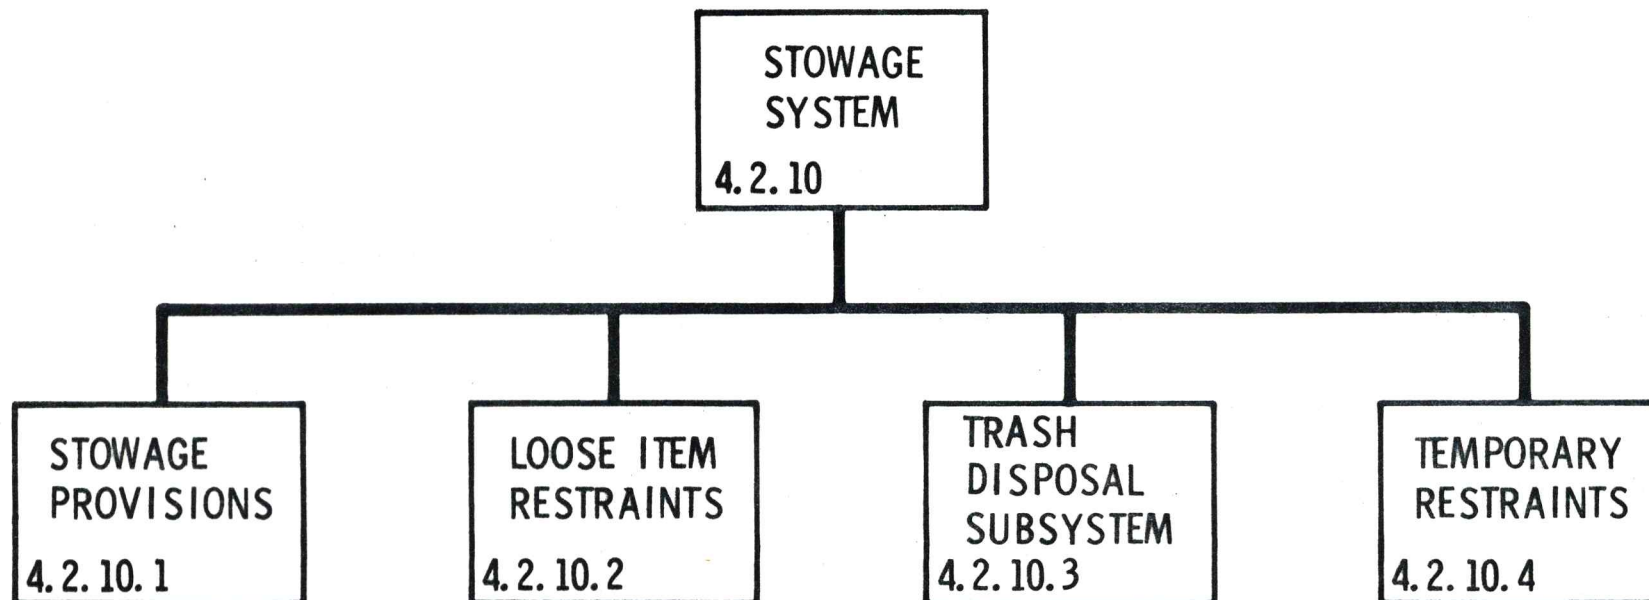 STOWAGE
SYSTEM
4.2.10
STOWAGE
PROVISIONS
4.2.10.1
LOOSE ITEM
RESTRAINTS
4.2.10.2
TRASH
DISPOSAL
SUBSYSTEM
4.2.10.3
TEMPORARY
RESTRAINTS
4.2.10.4